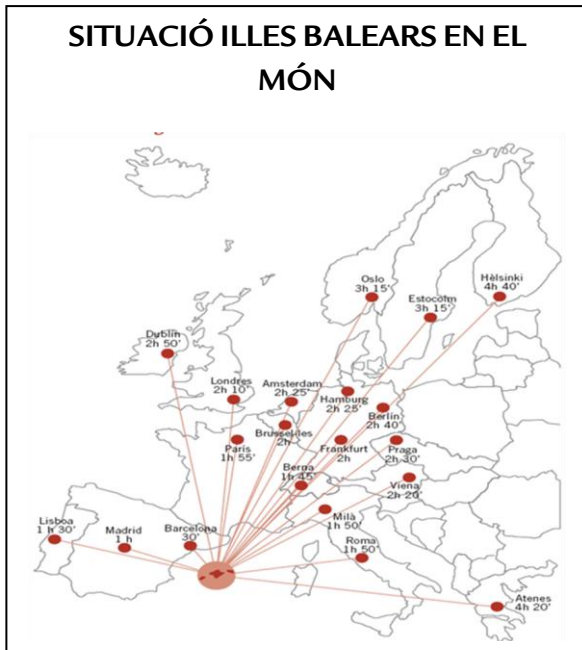 SITUACIÓ ILLES BALEARS EN EL
MÓN
Oslo
3h 15'
Hèlsinki
4h 40'
Estocolm
3h 15'
Dublín
2h 50'
Londres
2h 10'
Amsterdam
2h 25'
Hamburg
2h 25'
Berlín
2h 40'
Brussel·les
2h
París
1h 55'
Frankfurt
2h
Praga
2h 30'
Berna
1h 45'
Viena
2h 20'
Lisboa
1 h 30'
Madrid
1 h
Barcelona
30'
Milà
1h 50'
Roma
1h 50'
Atenes
4h 20'